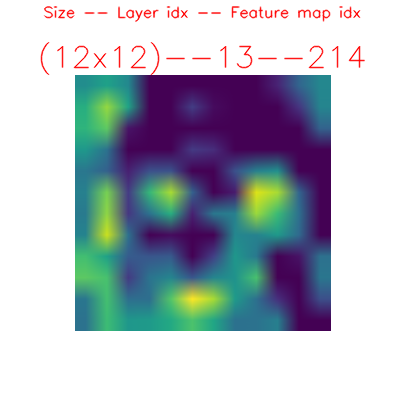 Size -- Layer idx -- Feature map idx
(12x12)--13--214